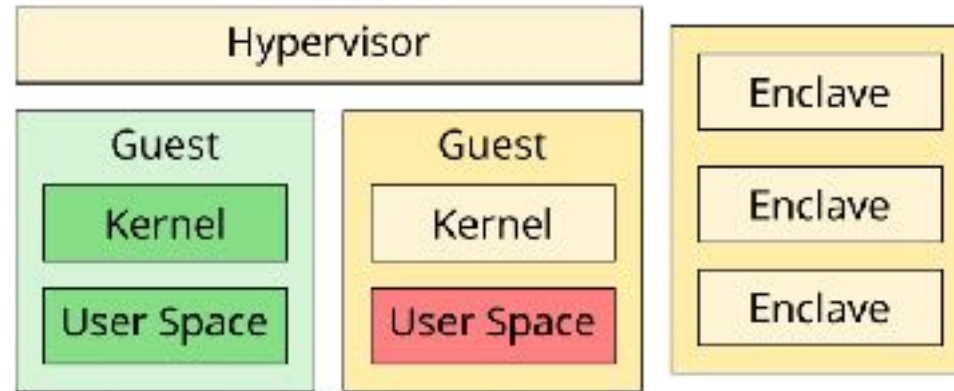 Hypervisor
Guest
Kernel
User Space
Guest
Kernel
User Space
Enclave
Enclave
Enclave